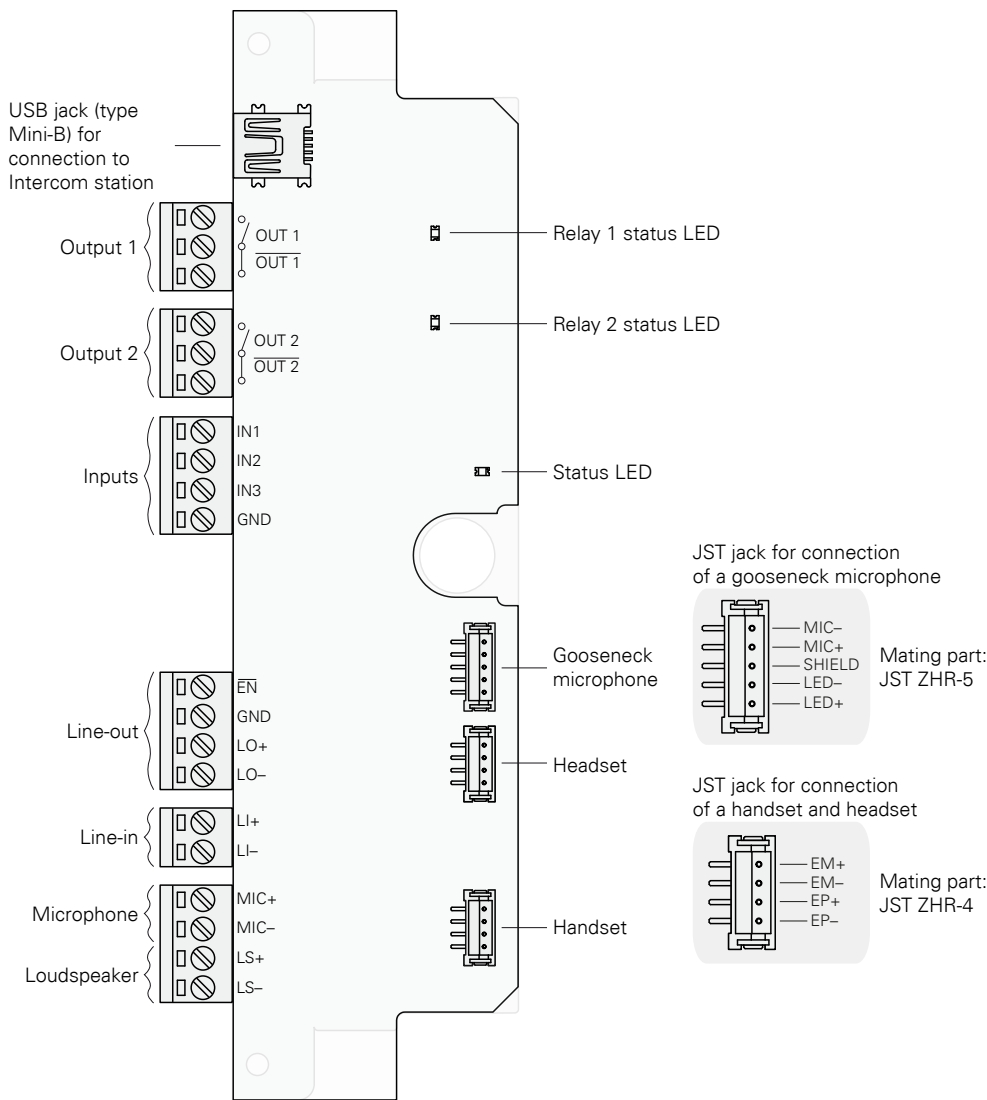 USB jack (type
Mini-B) for
connection to
Intercom station
Output 1
OUT 1
OUT 1
Relay 1 status LED
Output 2
OUT 2
OUT 2
Relay 2 status LED
Inputs
IN1
IN2
IN3
GND
Status LED
JST jack for connection
of a gooseneck microphone
MIC–
MIC+
SHIELD
LED–
LED+
Mating part:
JST ZHR-5
Gooseneck
microphone
Line-out
EN
GND
LO+
LO–
Headset
JST jack for connection
of a handset and headset
EM+
EM–
EP+
EP–
Mating part:
JST ZHR-4
Line-in
LI+
LI–
Microphone
MIC+
MIC–
Handset
Loudspeaker
LS+
LS–